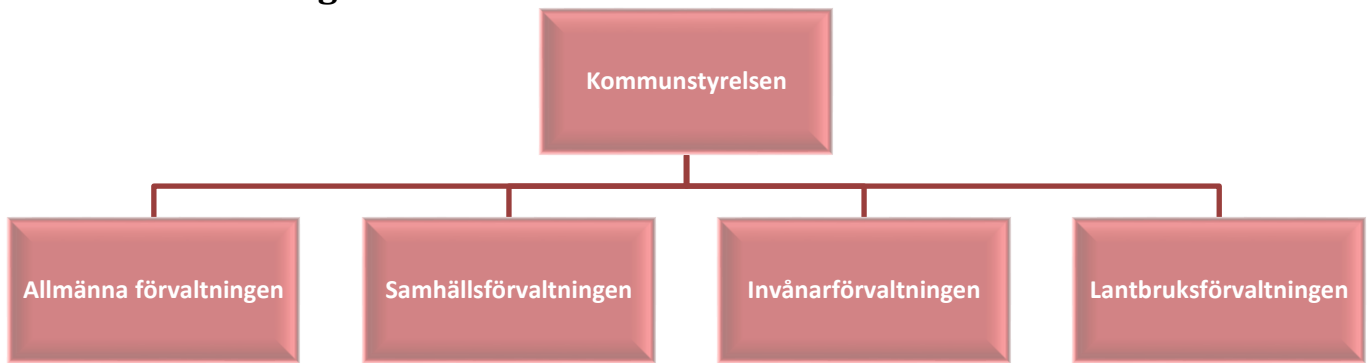 Kommunstyrelsen
Allmänna förvaltningen
Samhällsförvaltningen
Invånarförvaltningen
Lantbruksförvaltningen